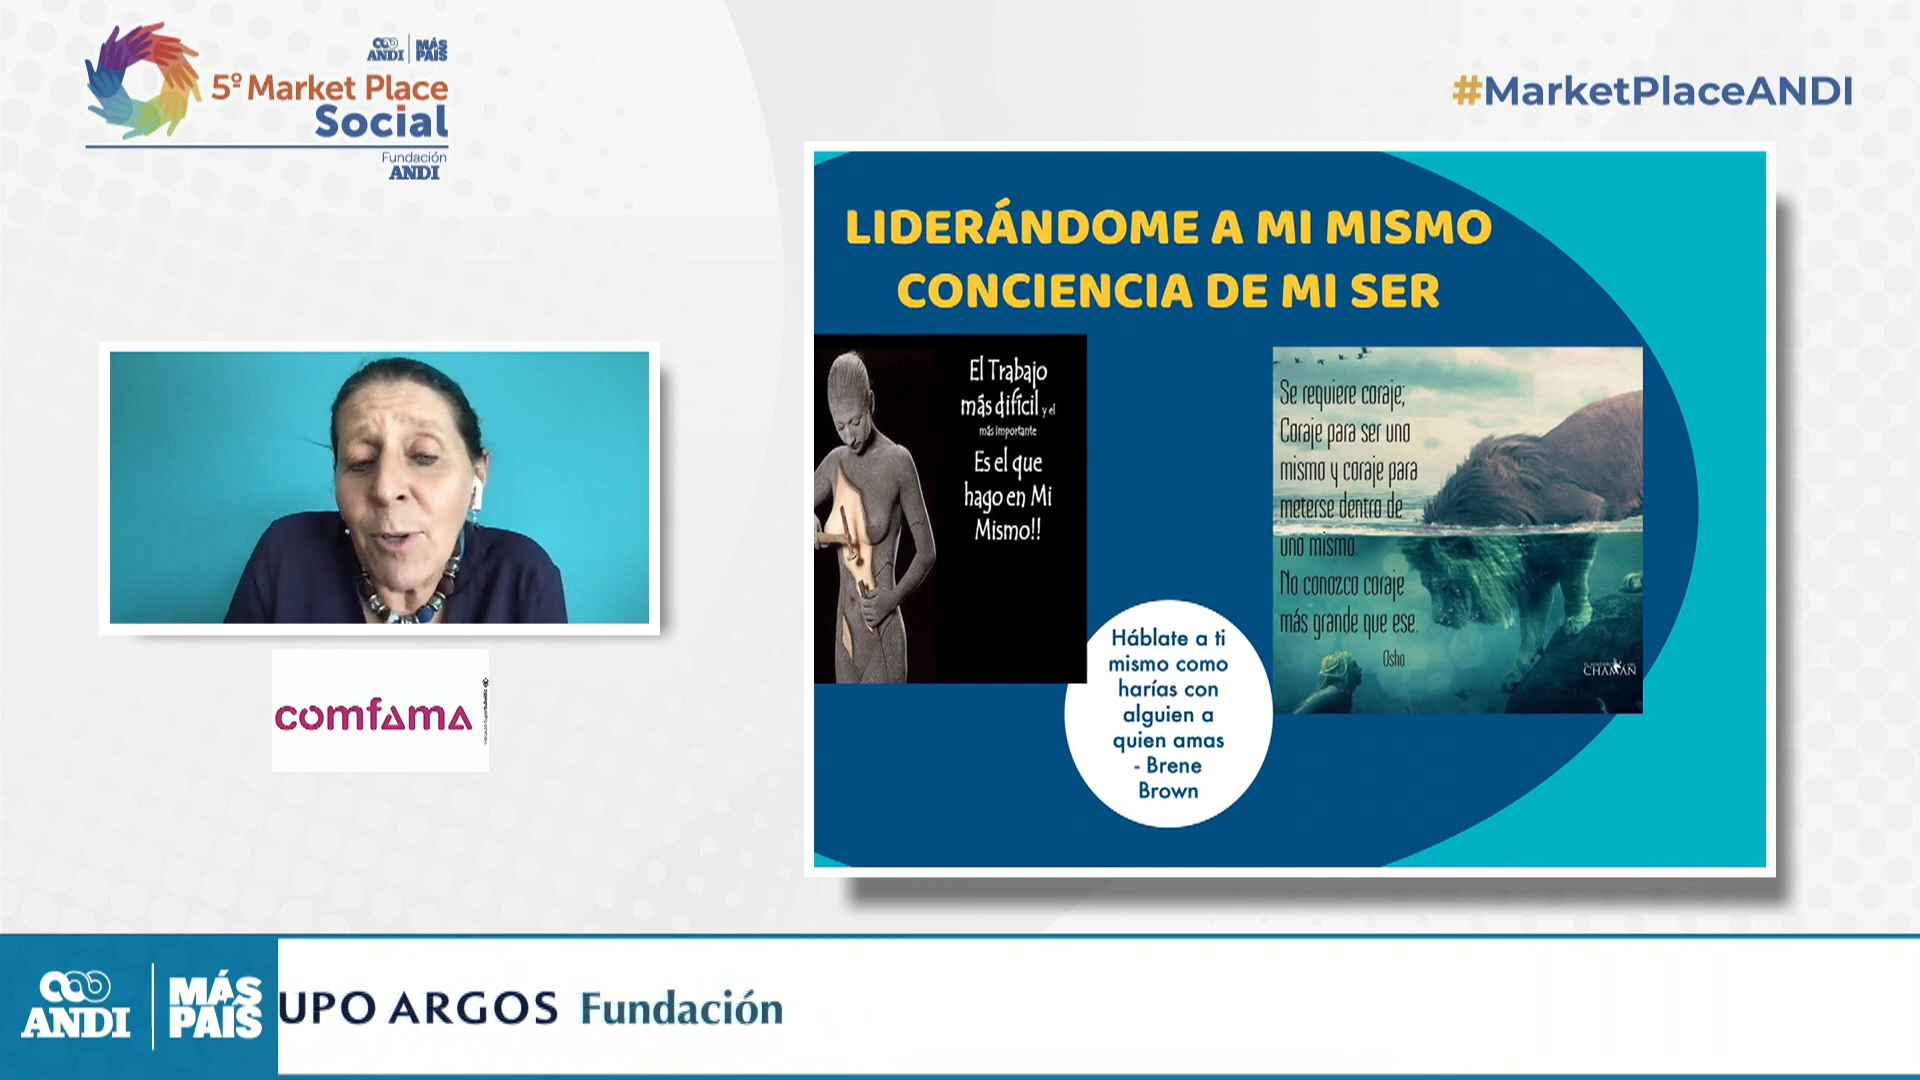 ANDI MÁS PAÍS
5º Market Place
Social
Fundación
ANDI
#MarketPlaceANDI
LIDERÁNDOME A MI MISMO
CONCIENCIA DE MI SER
El Trabajo
más difícil y el
más importante
Es el que
hago en Mi
Mismo!!
Se requiere coraje;
Coraje para ser uno
mismo y coraje para
meterse dentro de
uno mismo.
No conozco coraje
más grande que ese.
Osho
CHAMÁN
Háblate a ti
mismo como
harías con
alguien a
quien amas
- Brene
Brown
comfama
ANDI
MÁS
PAÍS
UPO ARGOS Fundación